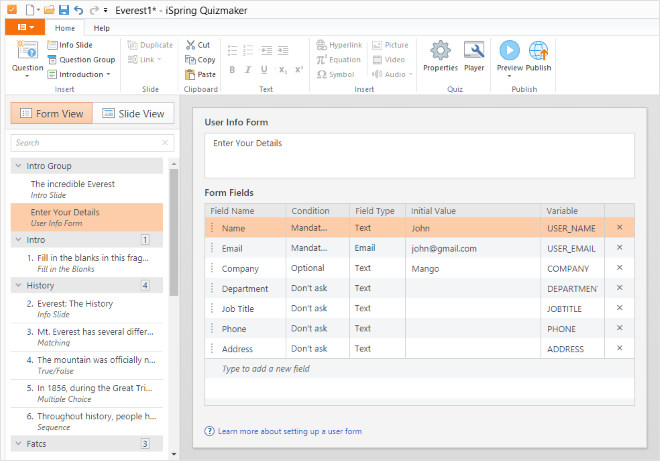 Everest1* - iSpring Quizmaker
Home Help
Question
Info Slide
Question Group
Introduction
Insert
Duplicate
Link
Slide
Cut
Copy
Paste
Clipboard
B I U x₁ x¹
Text
Hyperlink
Equation
Symbol
Picture
Video
Audio
Insert
Properties Player
Quiz
Preview Publish
Publish
Form View Slide View
Search
Intro Group
The incredible Everest
Intro Slide
Enter Your Details
User Info Form
Intro 1
1. Fill in the blanks in this frag...
Fill in the Blanks
History 4
2. Everest: The History
Info Slide
3. Mt. Everest has several differ...
Matching
4. The mountain was officially n...
True/False
5. In 1856, during the Great Tri...
Multiple Choice
6. Throughout history, people h...
Sequence
Fatcs 3
User Info Form
Enter Your Details
Form Fields
Field Name Condition Field Type Initial Value Variable
Name Mandat... Text John USER_NAME
Email Mandat... Email john@gmail.com USER_EMAIL
Company Optional Text Mango COMPANY
Department Don't ask Text DEPARTMEN
Job Title Don't ask Text JOBTITLE
Phone Don't ask Text PHONE
Address Don't ask Text ADDRESS
Type to add a new field
? Learn more about setting up a user form